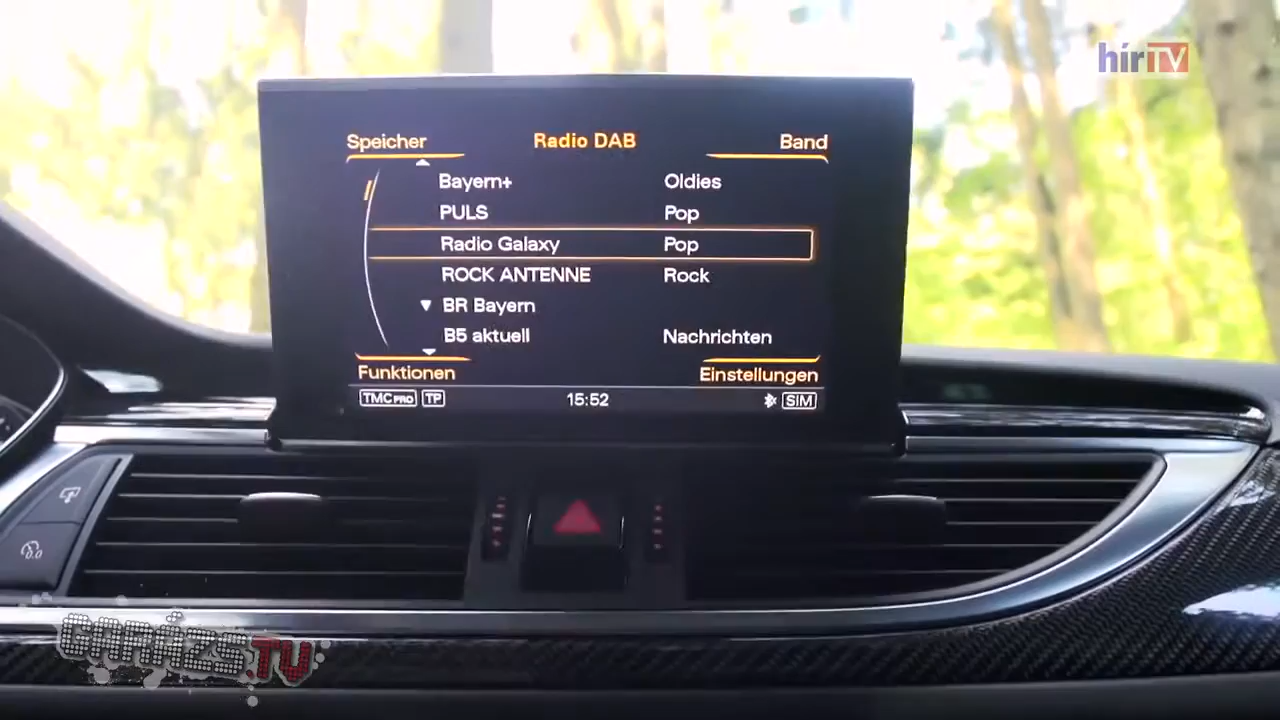 hírTV
Speicher Radio DAB Band
Bayern+ Oldies
PULS Pop
Radio Galaxy Pop
ROCK ANTENNE Rock
BR Bayern
B5 aktuell Nachrichten
Funktionen Einstellungen
TMC PRO TP 15:52 SIM
GARÁZS.TV